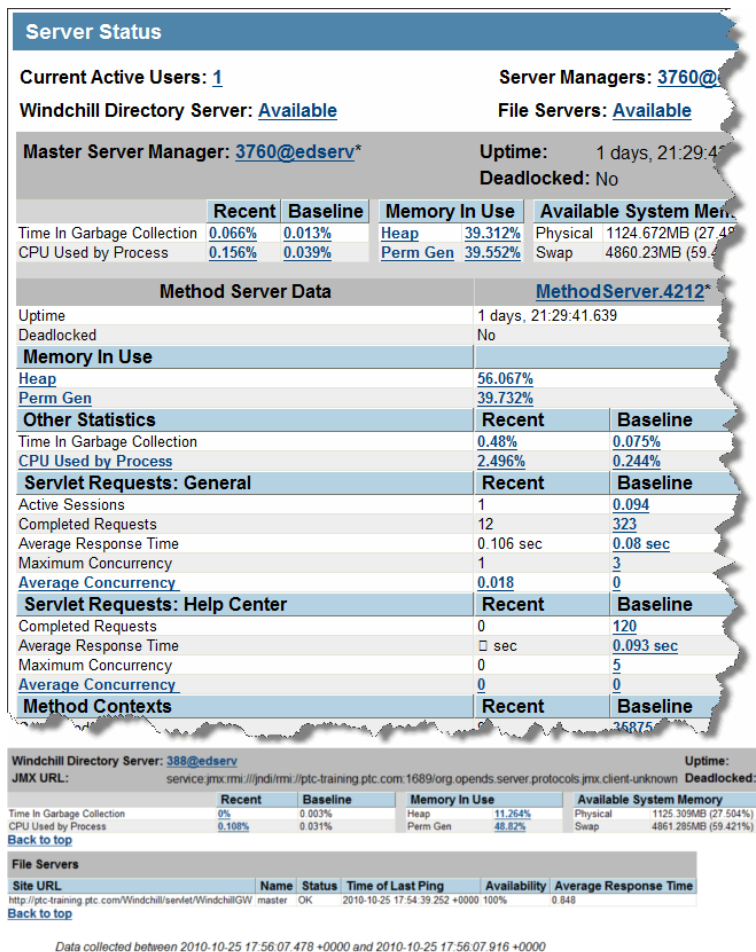 Server Status
Current Active Users: 1 Server Managers: 3760@
Windchill Directory Server: Available File Servers: Available
Master Server Manager: 3760@edserv* Uptime: 1 days, 21:29:4
Deadlocked: No
Recent Baseline Memory In Use Available System Mem
Time In Garbage Collection 0.066% 0.013% Heap 39.312% Physical 1124.672MB (27.48
CPU Used by Process 0.156% 0.039% Perm Gen 39.552% Swap 4860.23MB (59.4
Method Server Data MethodServer.4212*
Uptime 1 days, 21:29:41.639
Deadlocked No
Memory In Use
Heap 56.067%
Perm Gen 39.732%
Other Statistics Recent Baseline
Time In Garbage Collection 0.48% 0.075%
CPU Used by Process 2.496% 0.244%
Servlet Requests: General Recent Baseline
Active Sessions 1 0.094
Completed Requests 12 323
Average Response Time 0.106 sec 0.08 sec
Maximum Concurrency 1 3
Average Concurrency 0.018 0
Servlet Requests: Help Center Recent Baseline
Completed Requests 0 120
Average Response Time □ sec 0.093 sec
Maximum Concurrency 0 5
Average Concurrency 0 0
Method Contexts Recent Baseline
35875
Windchill Directory Server: 388@edserv Uptime:
JMX URL: service:jmx:rmi:///jndi/rmi://ptc-training.ptc.com:1689/org.opends.server.protocols.jmx.client-unknown Deadlocked:
Recent Baseline Memory In Use Available System Memory
Time In Garbage Collection 0% 0.003% Heap 11.264% Physical 1125.309MB (27.504%)
CPU Used by Process 0.108% 0.031% Perm Gen 48.82% Swap 4861.285MB (59.421%)
Back to top
File Servers
Site URL Name Status Time of Last Ping Availability Average Response Time
http://ptc-training.ptc.com/Windchill/servlet/WindchillGW master OK 2010-10-25 17:54:39.252 +0000 100% 0.848
Back to top
Data collected between 2010-10-25 17:56:07.478 +0000 and 2010-10-25 17:56:07.916 +0000